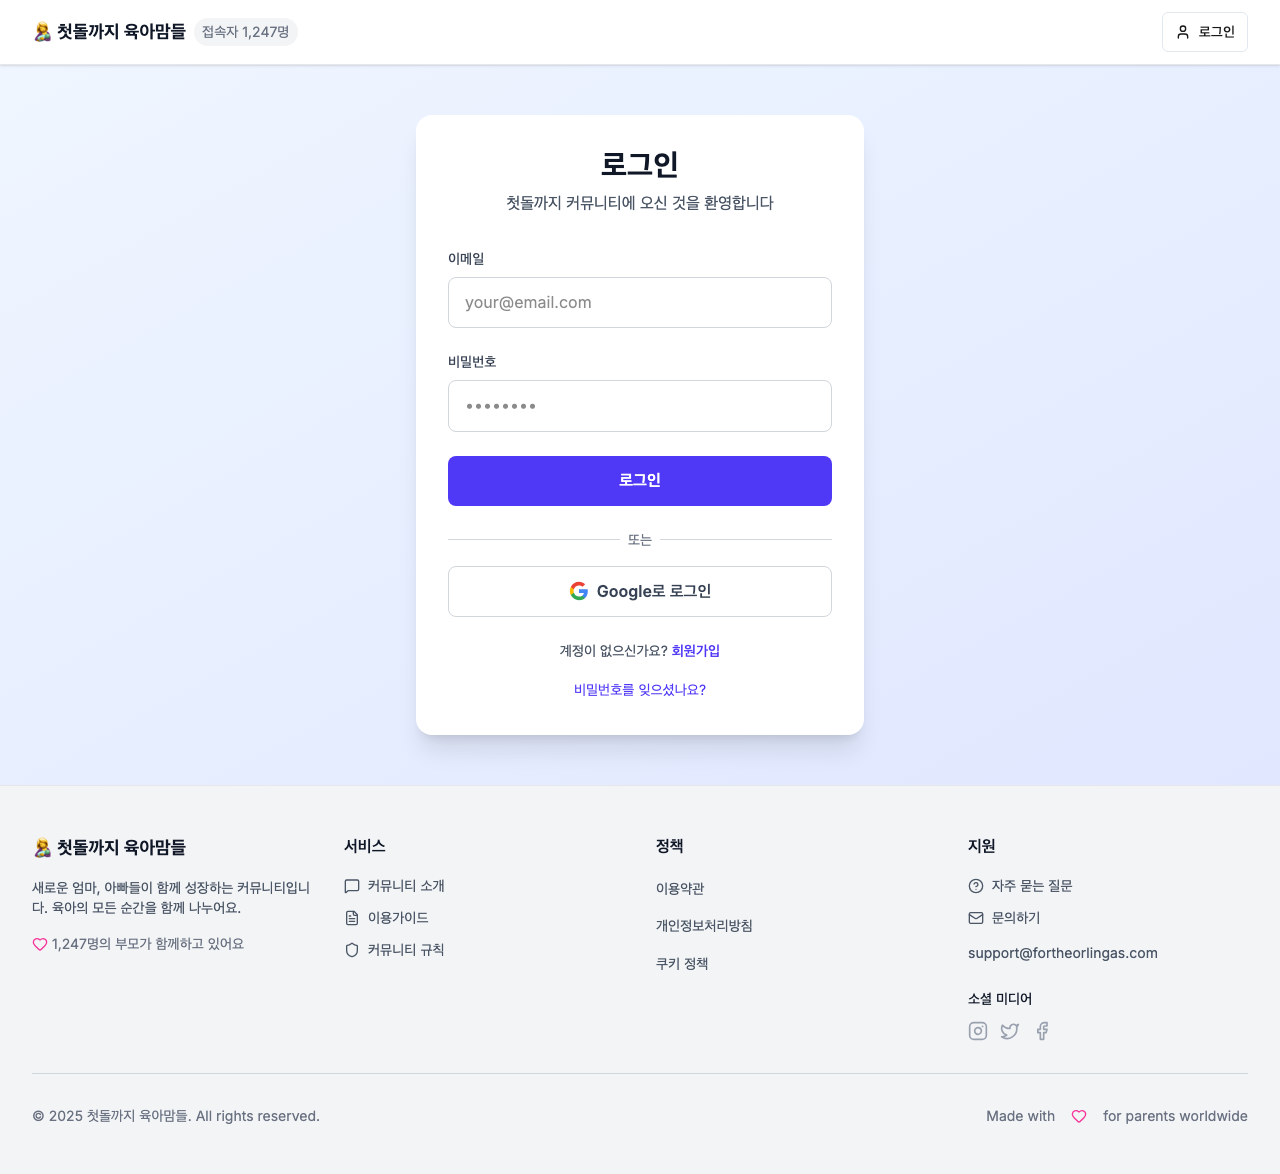 첫돌까지 육아맘들
접속자 1,247명
로그인
로그인
첫돌까지 커뮤니티에 오신 것을 환영합니다
이메일
your@email.com
비밀번호
••••••••
로그인
또는
Google로 로그인
계정이 없으신가요? 회원가입
비밀번호를 잊으셨나요?
첫돌까지 육아맘들
새로운 엄마, 아빠들이 함께 성장하는 커뮤니티입니
다. 육아의 모든 순간을 함께 나누어요.
1,247명의 부모가 함께하고 있어요
서비스
커뮤니티 소개
이용가이드
커뮤니티 규칙
정책
이용약관
개인정보처리방침
쿠키 정책
지원
자주 묻는 질문
문의하기
support@fortheorlingas.com
소셜 미디어
© 2025 첫돌까지 육아맘들. All rights reserved.
Made with for parents worldwide